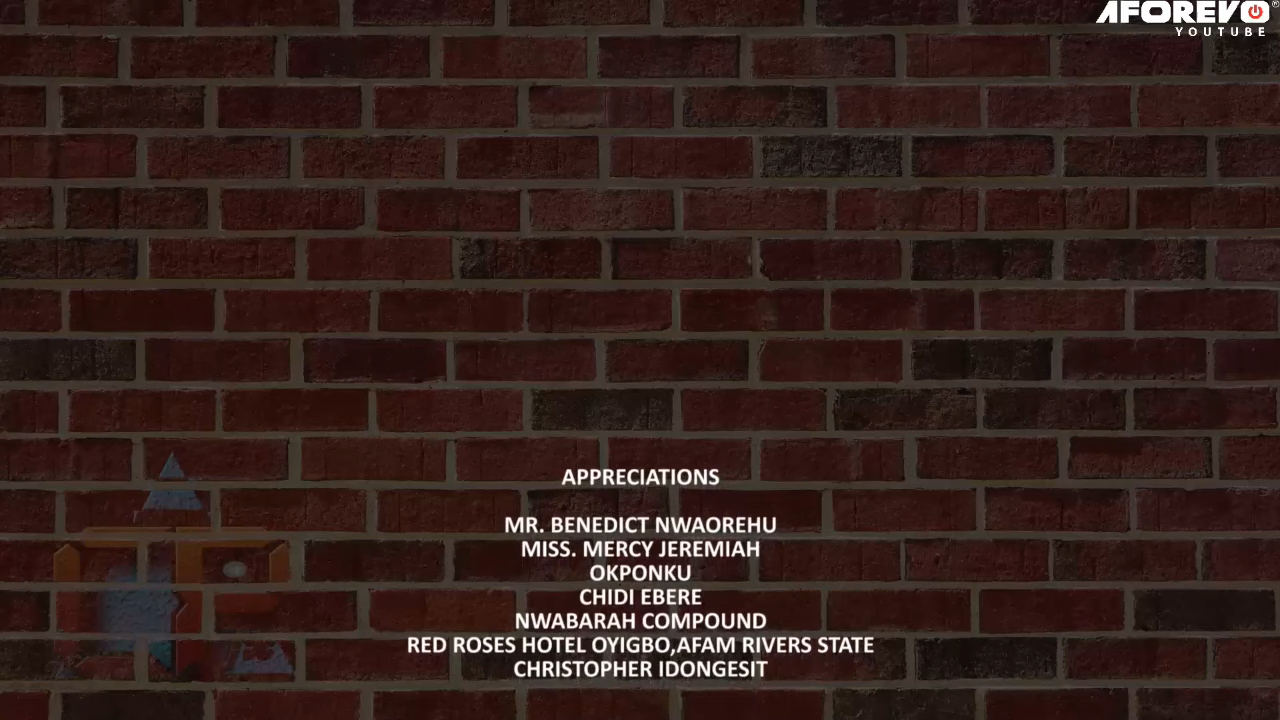 AFOREVO
YOUTUBE
APPRECIATIONS
MR. BENEDICT NWAOREHU
MISS. MERCY JEREMIAH
OKPONKU
CHIDI EBERE
NWABARAH COMPOUND
RED ROSES HOTEL OYIGBO,AFAM RIVERS STATE
CHRISTOPHER IDONGESIT